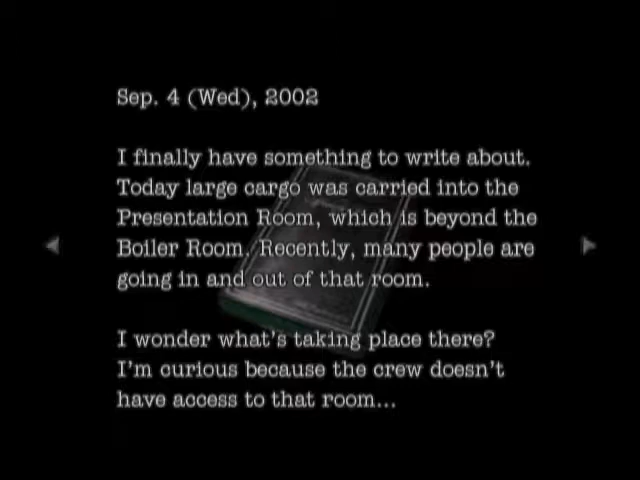 Sep. 4 (Wed), 2002
I finally have something to write about.
Today large cargo was carried into the
Presentation Room, which is beyond the
Boiler Room. Recently, many people are
going in and out of that room.
I wonder what's taking place there?
I'm curious because the crew doesn't
have access to that room...